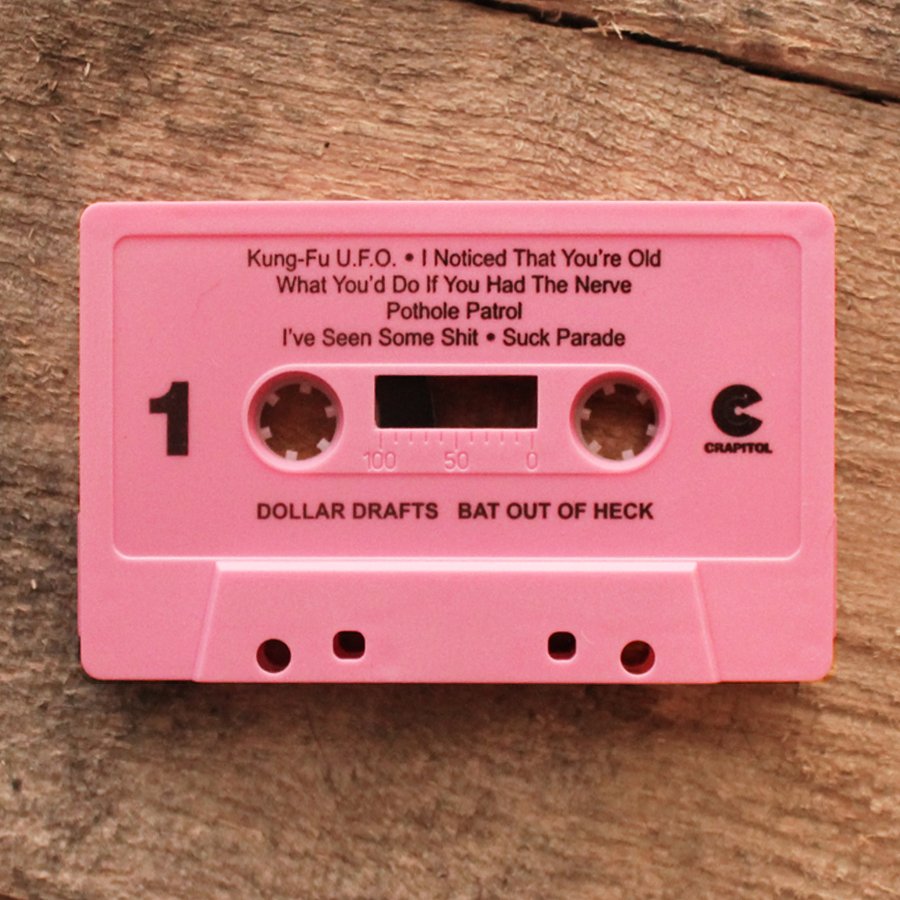 Kung-Fu U.F.O. • I Noticed That You're Old
What You'd Do If You Had The Nerve
Pothole Patrol
I've Seen Some Shit • Suck Parade
1
CRAPITOL
100 50 0
DOLLAR DRAFTS BAT OUT OF HECK